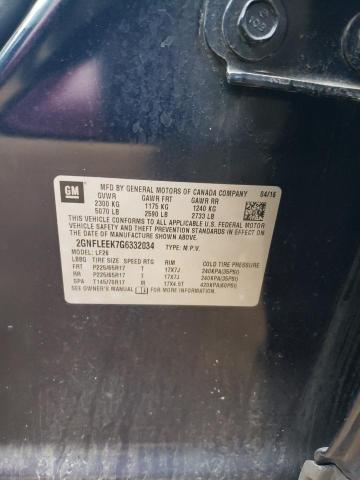 GM
MFD BY GENERAL MOTORS OF CANADA COMPANY 04/16
GVWR GAWR FRT GAWR RR
2300 KG 1175 KG 1240 KG
5070 LB 2590 LB 2733 LB
THIS VEHICLE CONFORMS TO ALL APPLICABLE U.S. FEDERAL MOTOR
VEHICLE SAFETY AND THEFT PREVENTION STANDARDS IN EFFECT ON
THE DATE OF MANUFACTURE SHOWN ABOVE.
2GNFLEEK7G6332034 TYPE: M.P.V.
MODEL: LF26
LBBQ TIRE SIZE SPEED RTG RIM COLD TIRE PRESSURE
FRT P225/65R17 T 17X7J 240KPA(35PSI)
RR P225/65R17 T 17X7J 240KPA(35PSI)
SPA T145/70R17 M 17X4.5T 420KPA(60PSI)
SEE OWNER'S MANUAL FOR ADDITIONAL INFORMATION.